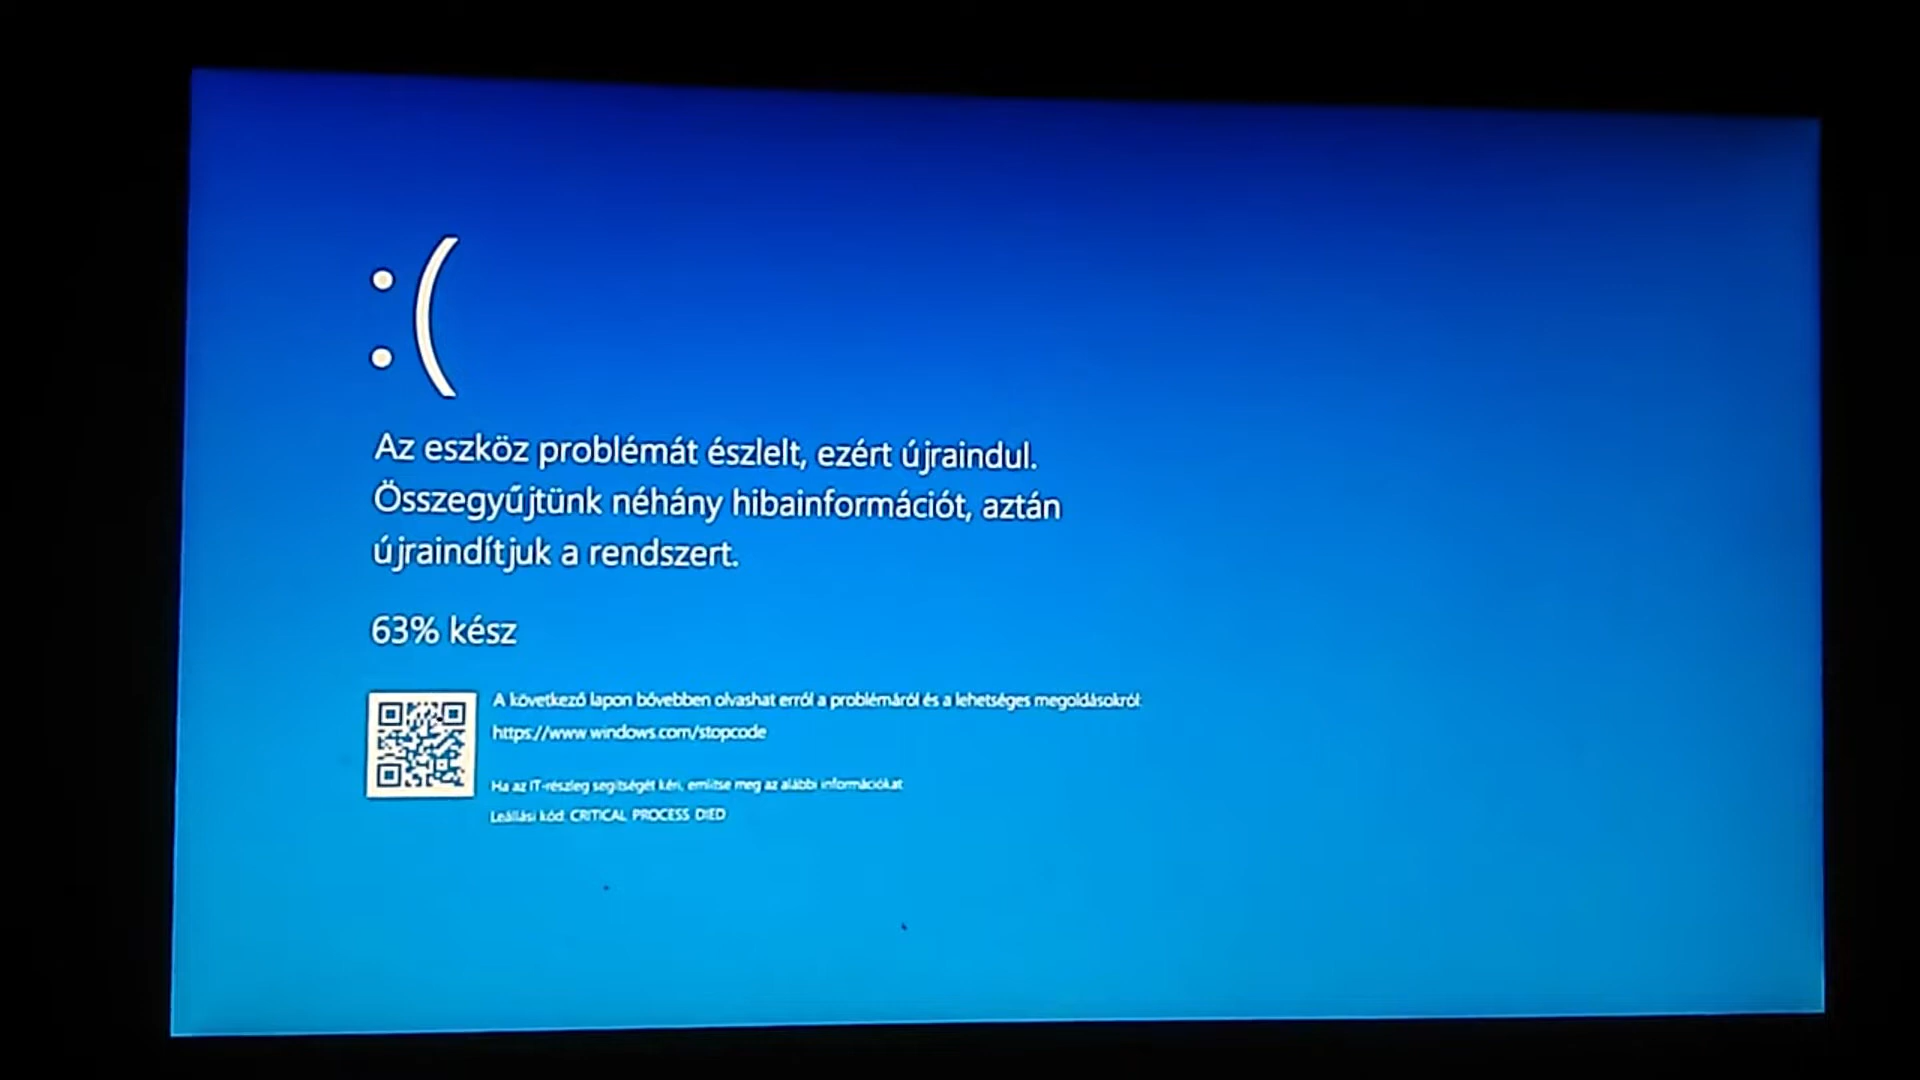 :(
Az eszköz problémát észlelt, ezért újraindul.
Összegyűjtünk néhány hibainformációt, aztán
újraindítjuk a rendszert.
63% kész
A következő lapon bővebben olvashat erről a problémáról és a lehetséges megoldásokról:
https://www.windows.com/stopcode
Ha az IT-részleg segítségét kéri, említse meg az alábbi információkat:
Leállási kód: CRITICAL PROCESS DIED